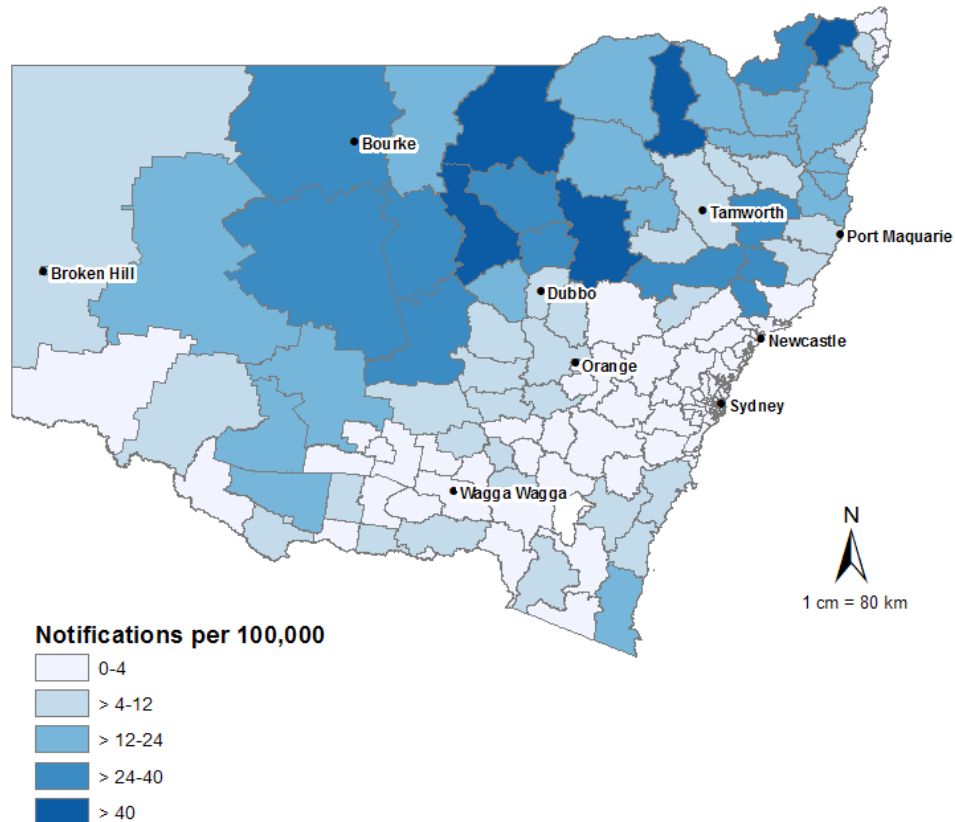 Bourke
Tamworth
Port Maquarie
Broken Hill
Dubbo
Newcastle
Orange
Sydney
Wagga Wagga
N
1 cm = 80 km
Notifications per 100,000
0-4
> 4-12
> 12-24
> 24-40
> 40